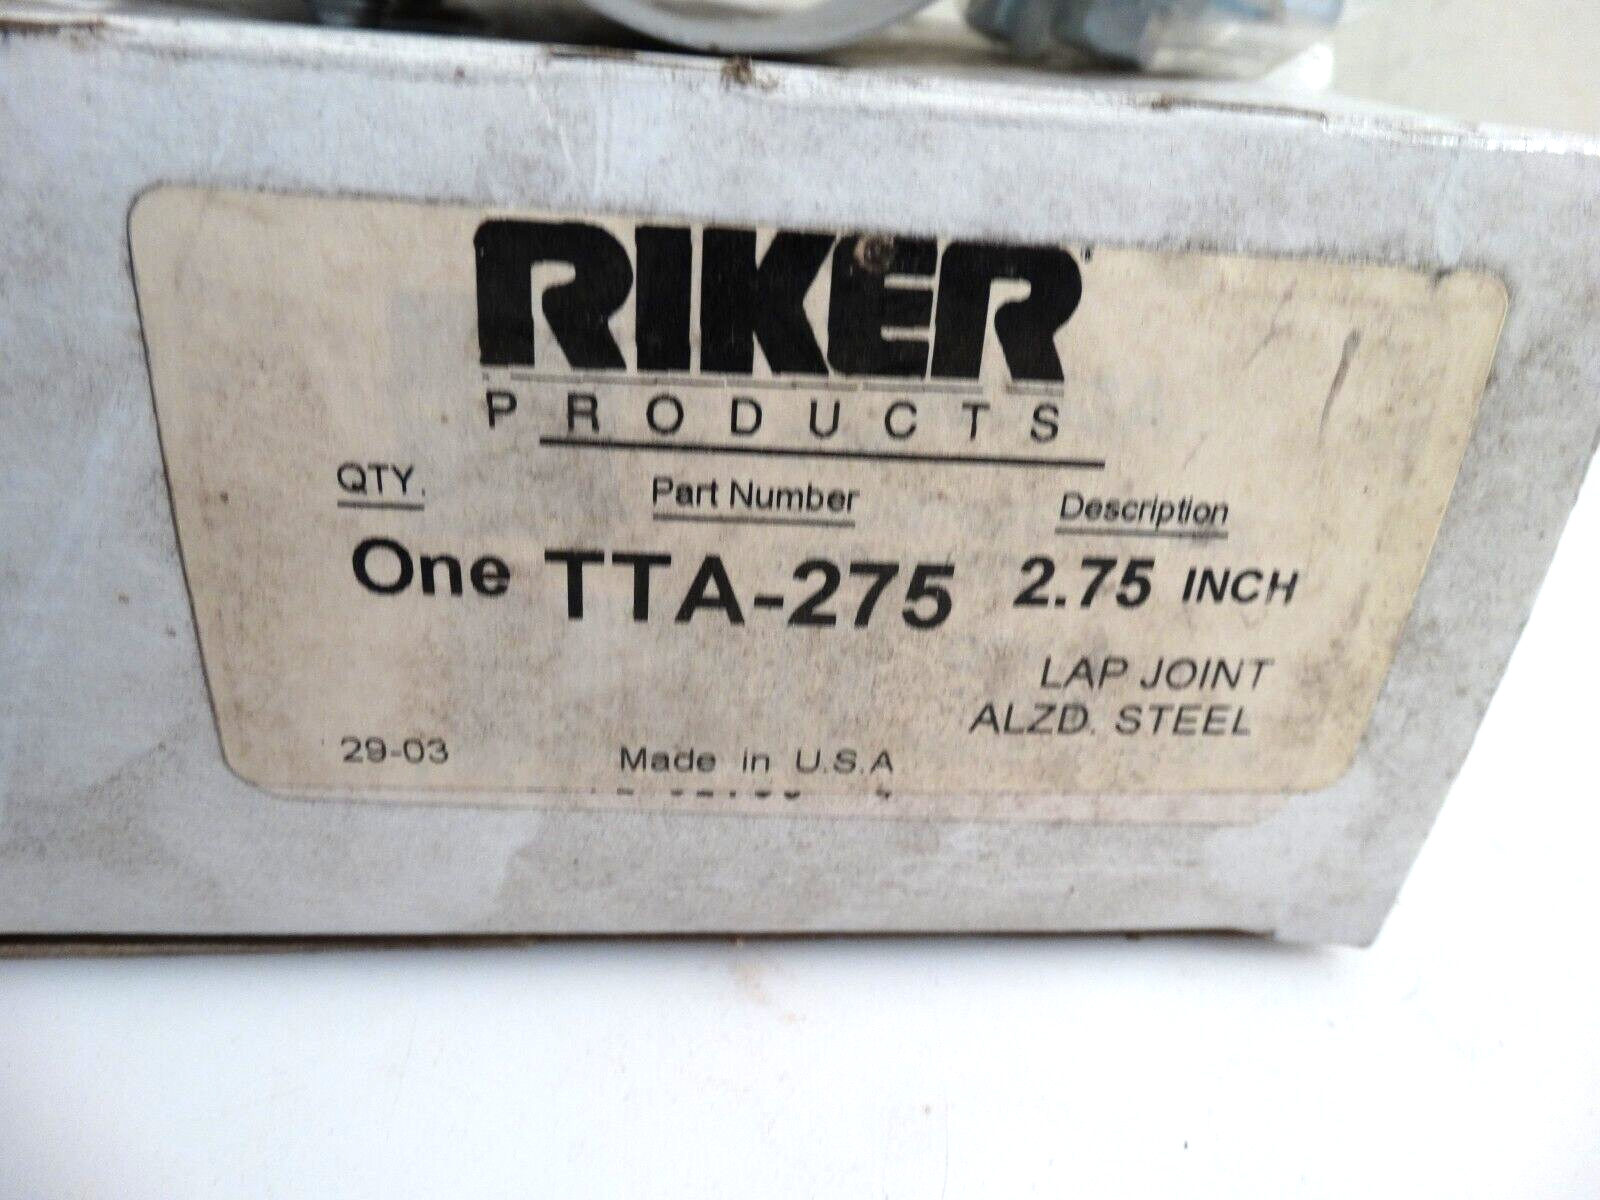 RIKER
PRODUCTS
QTY. Part Number Description
One TTA-275 2.75 INCH
LAP JOINT
ALZD. STEEL
29-03 Made in U.S.A